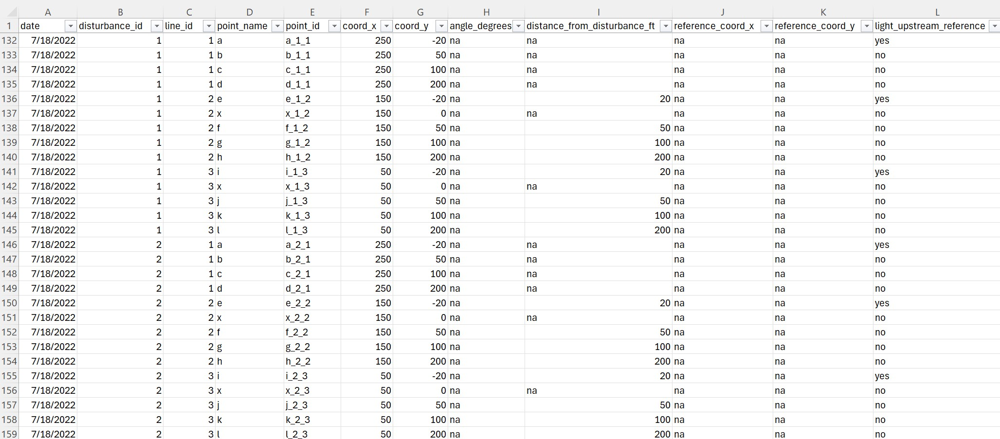 A B C D E F G H I J K L
1 date disturbance_id line_id point_name point_id coord_x coord_y angle_degrees distance_from_disturbance_ft reference_coord_x reference_coord_y light_upstream_reference
132 7/18/2022 1 1 a a_1_1 250 -20 na na na na yes
133 7/18/2022 1 1 b b_1_1 250 50 na na na na no
134 7/18/2022 1 1 c c_1_1 250 100 na na na na no
135 7/18/2022 1 1 d d_1_1 250 200 na na na na no
136 7/18/2022 1 2 e e_1_2 150 -20 na 20 na na yes
137 7/18/2022 1 2 x x_1_2 150 0 na na na na no
138 7/18/2022 1 2 f f_1_2 150 50 na 50 na na no
139 7/18/2022 1 2 g g_1_2 150 100 na 100 na na no
140 7/18/2022 1 2 h h_1_2 150 200 na 200 na na no
141 7/18/2022 1 3 i i_1_3 50 -20 na 20 na na yes
142 7/18/2022 1 3 x x_1_3 50 0 na na na na no
143 7/18/2022 1 3 j j_1_3 50 50 na 50 na na no
144 7/18/2022 1 3 k k_1_3 50 100 na 100 na na no
145 7/18/2022 1 3 l l_1_3 50 200 na 200 na na no
146 7/18/2022 2 1 a a_2_1 250 -20 na na na na yes
147 7/18/2022 2 1 b b_2_1 250 50 na na na na no
148 7/18/2022 2 1 c c_2_1 250 100 na na na na no
149 7/18/2022 2 1 d d_2_1 250 200 na na na na no
150 7/18/2022 2 2 e e_2_2 150 -20 na 20 na na yes
151 7/18/2022 2 2 x x_2_2 150 0 na na na na no
152 7/18/2022 2 2 f f_2_2 150 50 na 50 na na no
153 7/18/2022 2 2 g g_2_2 150 100 na 100 na na no
154 7/18/2022 2 2 h h_2_2 150 200 na 200 na na no
155 7/18/2022 2 3 i i_2_3 50 -20 na 20 na na yes
156 7/18/2022 2 3 x x_2_3 50 0 na na na na no
157 7/18/2022 2 3 j j_2_3 50 50 na 50 na na no
158 7/18/2022 2 3 k k_2_3 50 100 na 100 na na no
159 7/18/2022 2 3 l l_2_3 50 200 na 200 na na no